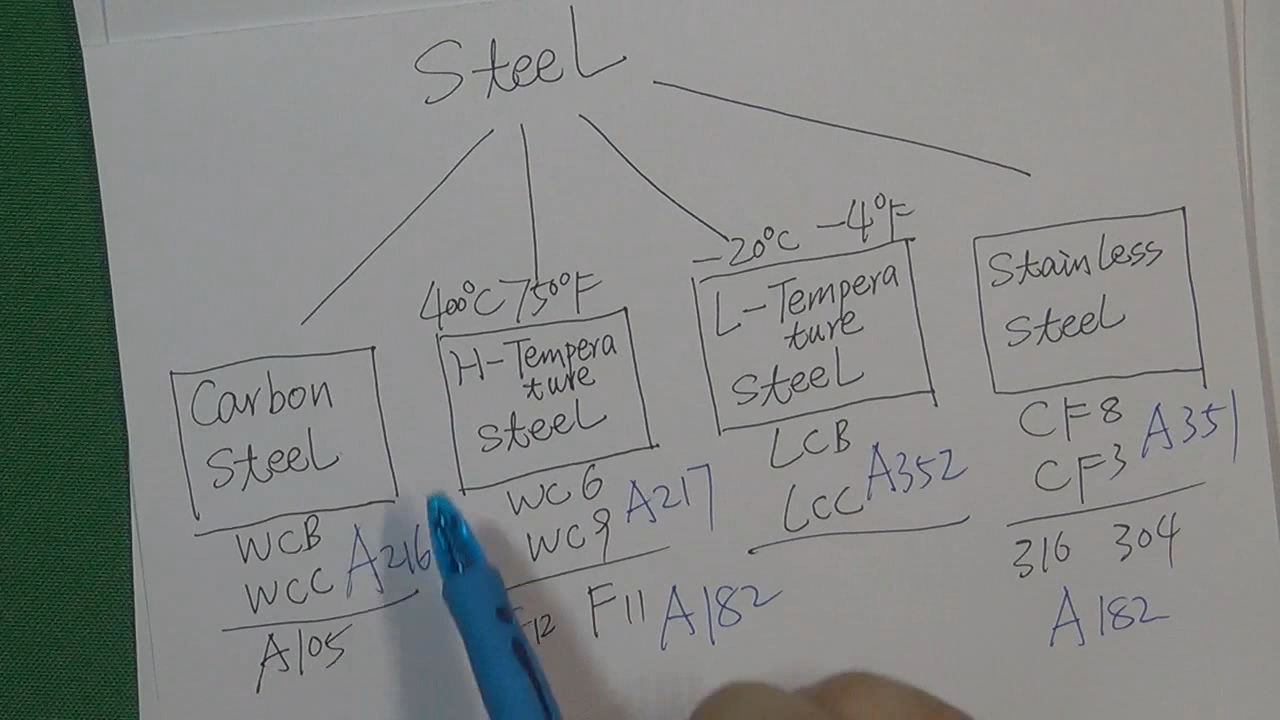 Steel
Carbon
Steel
WCB
WCC A216
A105
400°C 750°F
H-Tempera
ture
Steel
WC6
WC9 A217
F11 A182
-20°C -4°F
L-Tempera
ture
Steel
LCB
LCC A352
Stainless
Steel
CF8
CF3 A351
316 304
A182